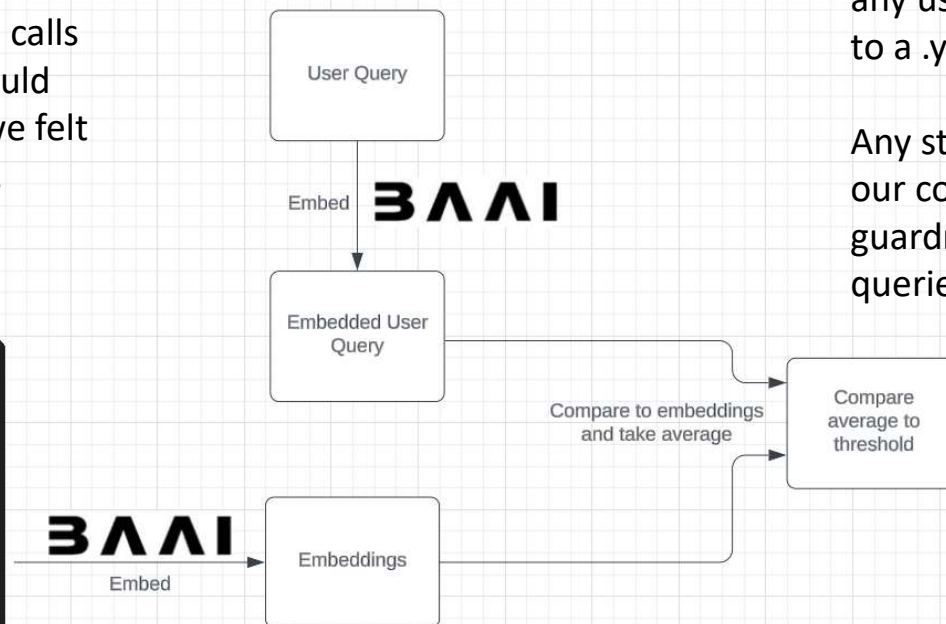 calls
uld
ve felt
User Query
Embed
BAAI
Embedded User
Query
Compare to embeddings
and take average
BAAI
Embed
Embeddings
any us
to a .y
Any st
our co
guardr
querie
Compare
average to
threshold